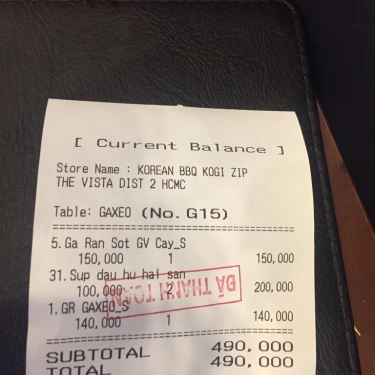 [ Current Balance ]
Store Name : KOREAN BBQ KOGI ZIP
THE VISTA DIST 2 HCMC
Table: GAXEO (No.G15)
5.Ga Ran Sot GV Cay_S
150,000 1 150,000
31.Sup dau hu hai san
100,000 2 200,000
ĐÃ THANH TOÁN
1.GR GAXEO_S
140,000 1 140,000
SUBTOTAL 490,000
TOTAL 490,000